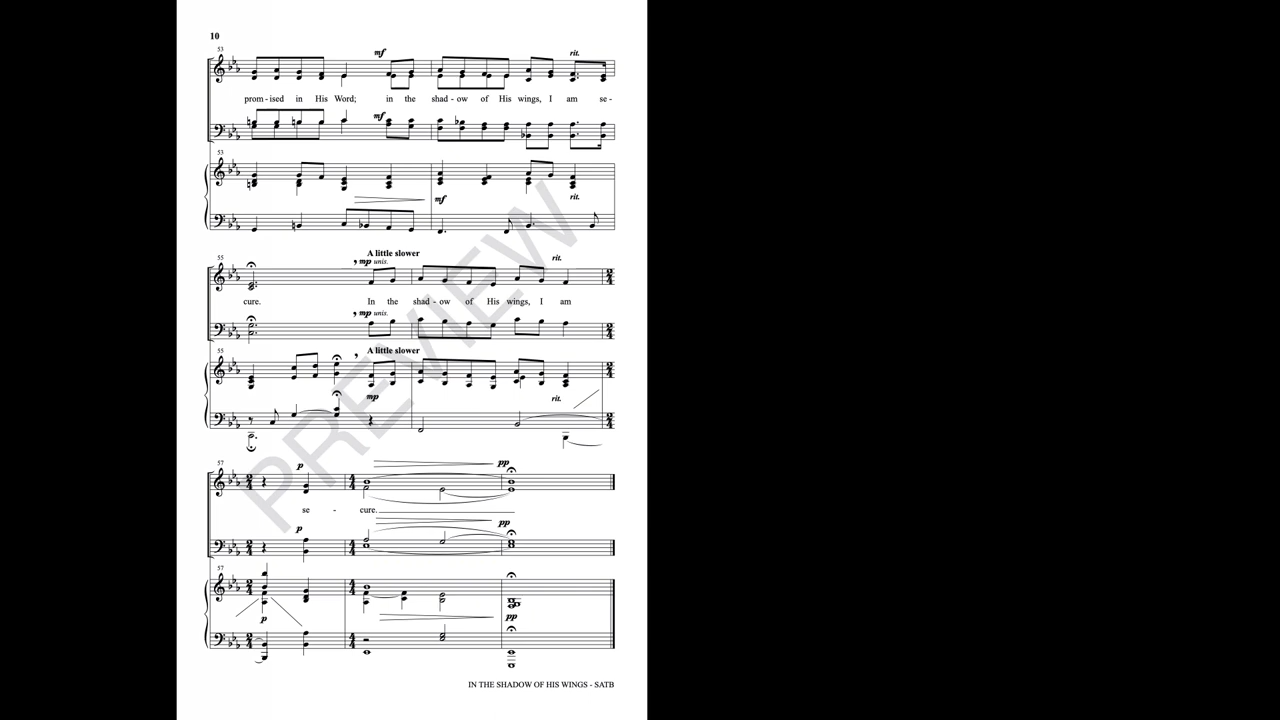 10
53
mf
rit.
prom - ised in His Word; in the shad - ow of His wings, I am se -
mf
53
mf
rit.
55
A little slower
mp unis.
rit.
cure. In the shad - ow of His wings, I am
mp unis.
55
A little slower
mp
rit.
57
p
pp
se - cure.
p
pp
57
p
pp
PREVIEW
IN THE SHADOW OF HIS WINGS - SATB